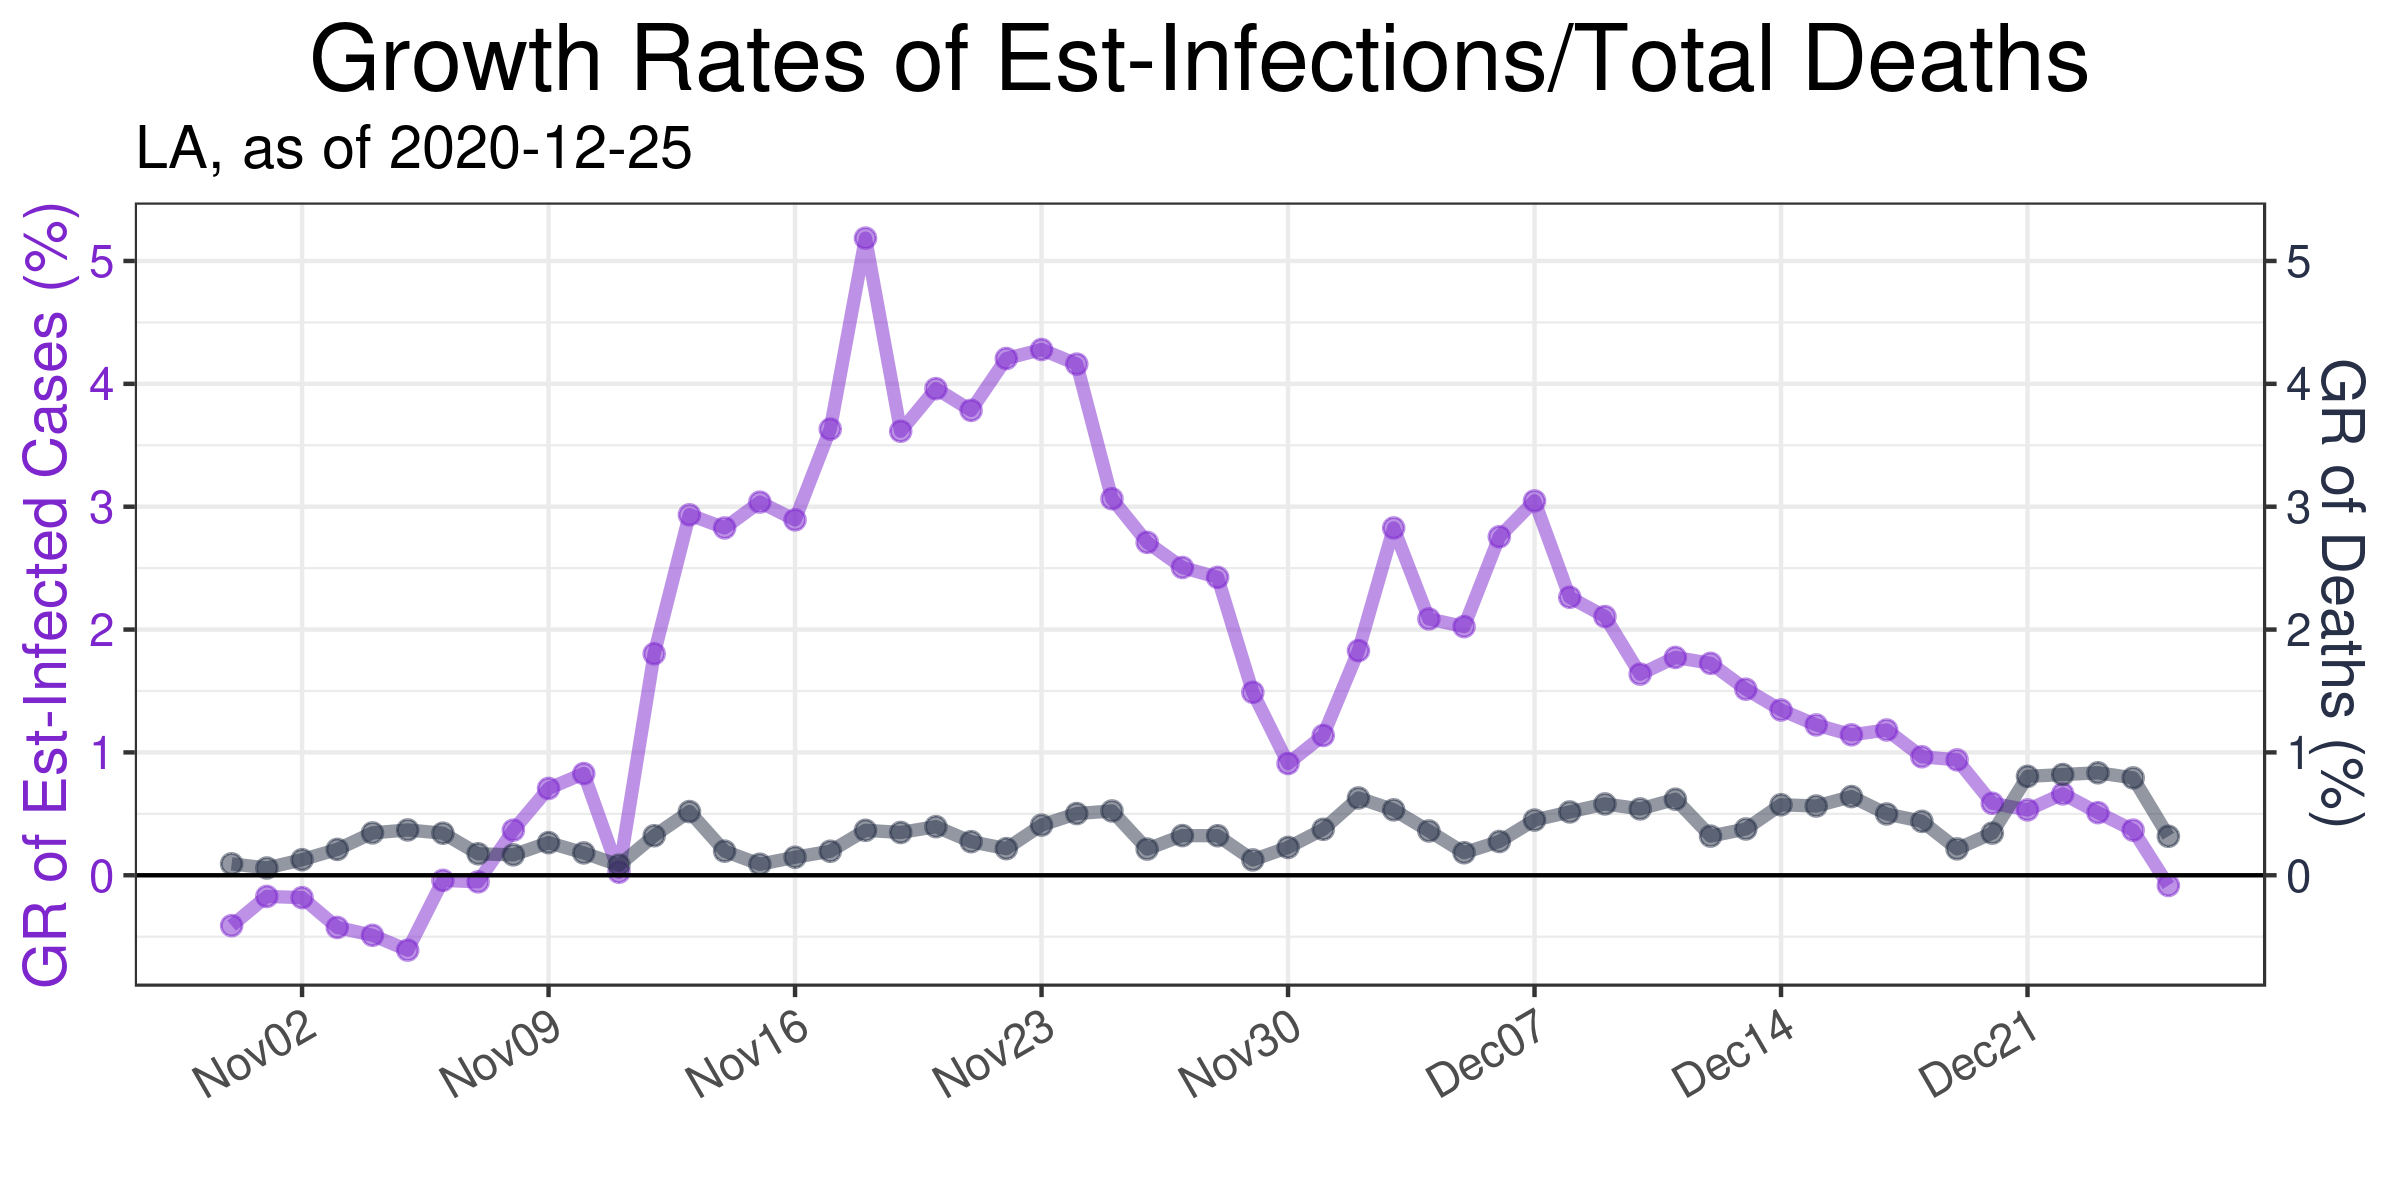 Growth Rates of Est-Infections/Total Deaths
LA, as of 2020-12-25
GR of Est-Infected Cases (%)
5
4
3
2
1
0
5
4
3
2
1
0
GR of Deaths (%)
Nov02
Nov09
Nov16
Nov23
Nov30
Dec07
Dec14
Dec21